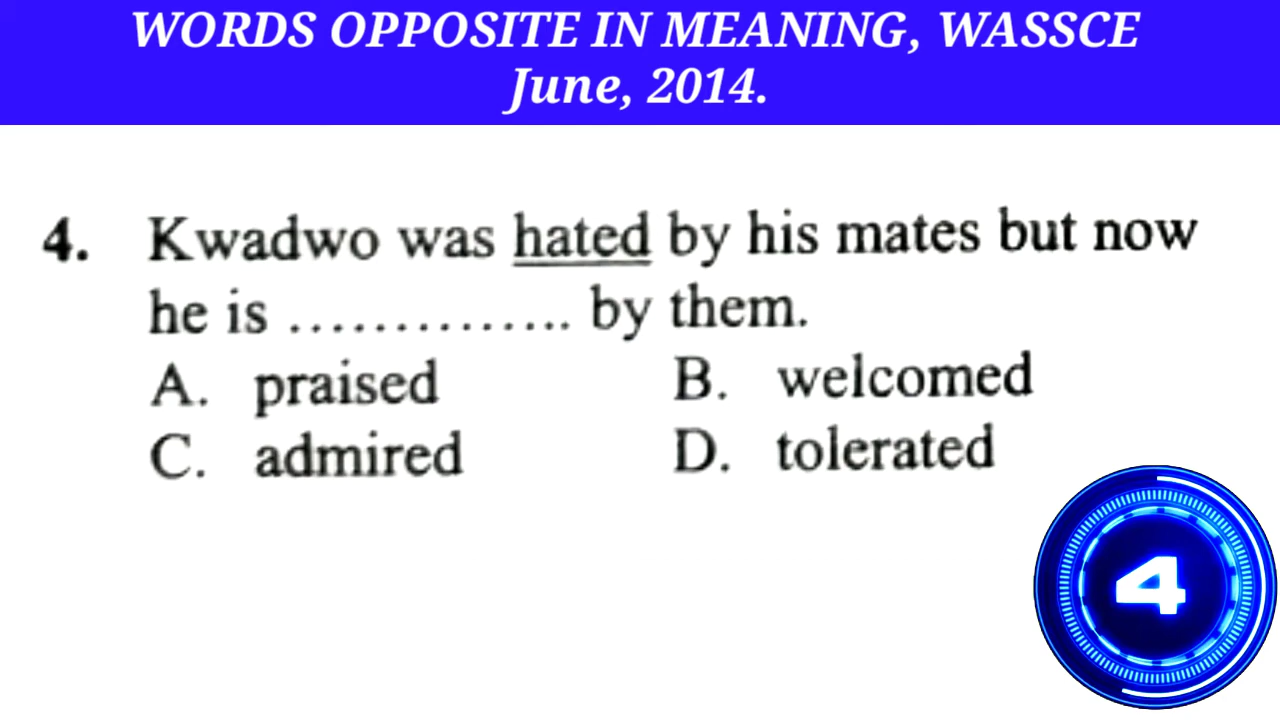 WORDS OPPOSITE IN MEANING, WASSCE
June, 2014.
4. Kwadwo was hated by his mates but now
he is .............. by them.
A. praised B. welcomed
C. admired D. tolerated
4